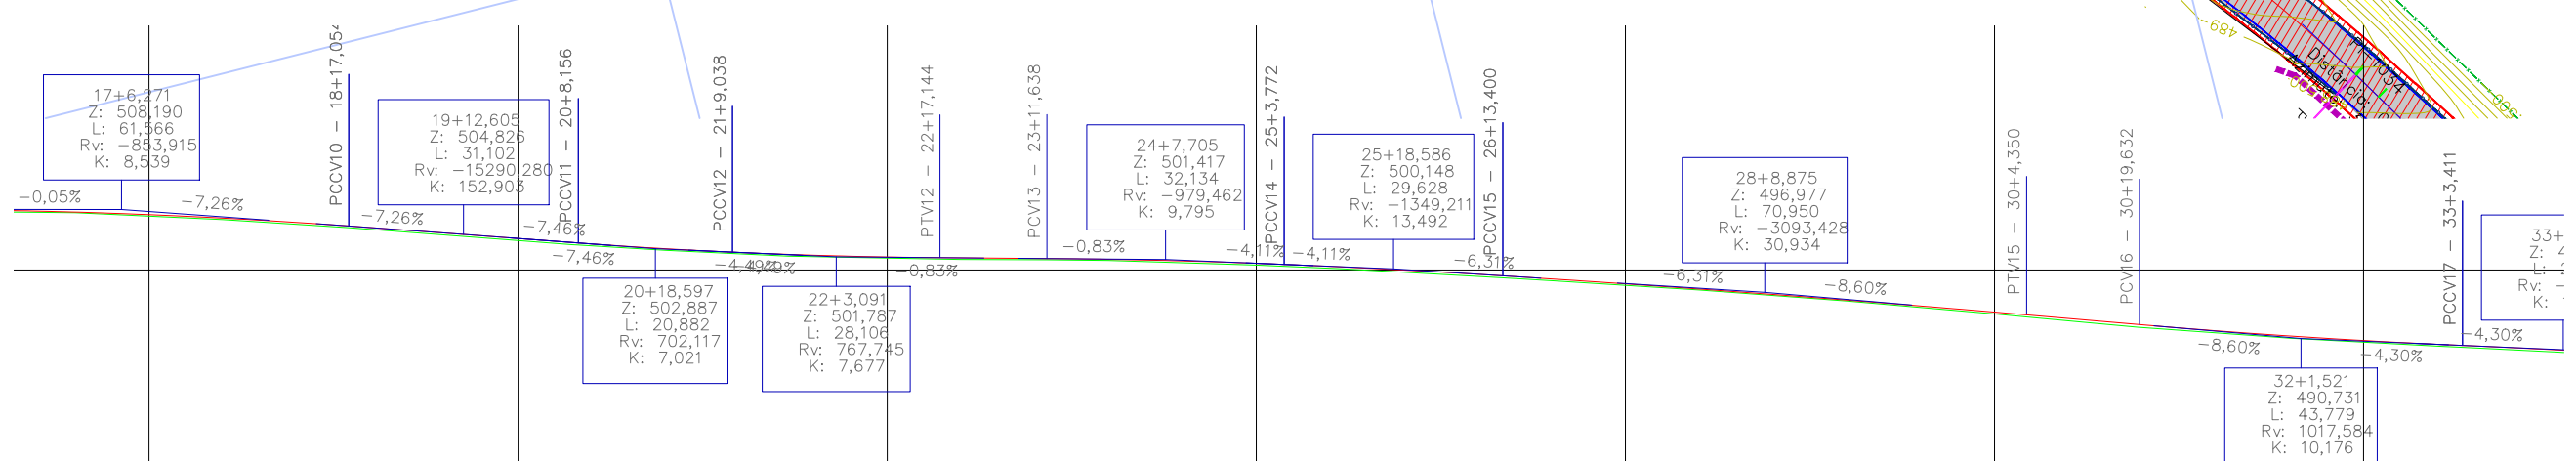 17+6,271
Z: 508,190
L: 61,566
Rv: -853,915
K: 8,539
-0,05%
-7,26%
PCCV10 - 18+17,054
-7,26%
19+12,605
Z: 504,826
L: 31,102
Rv: -15290,280
K: 152,903
-7,46%
PCCV11 - 20+8,156
-7,46%
20+18,597
Z: 502,887
L: 20,882
Rv: 702,117
K: 7,021
-4,49%
PCCV12 - 21+9,038
-4,49%
22+3,091
Z: 501,787
L: 28,106
Rv: 767,745
K: 7,677
-0,83%
PTV12 - 22+17,144
PCV13 - 23+11,638
-0,83%
24+7,705
Z: 501,417
L: 32,134
Rv: -979,462
K: 9,795
-4,11%
PCCV14 - 25+3,772
-4,11%
25+18,586
Z: 500,148
L: 29,628
Rv: -1349,211
K: 13,492
-6,31%
PCCV15 - 26+13,400
-6,31%
28+8,875
Z: 496,977
L: 70,950
Rv: -3093,428
K: 30,934
-8,60%
PTV15 - 30+4,350
PCV16 - 30+19,632
-8,60%
32+1,521
Z: 490,731
L: 43,779
Rv: 1017,584
K: 10,176
-4,30%
PCCV17 - 33+3,411
-4,30%
33+
Z:
L:
Rv: -
K:
-489